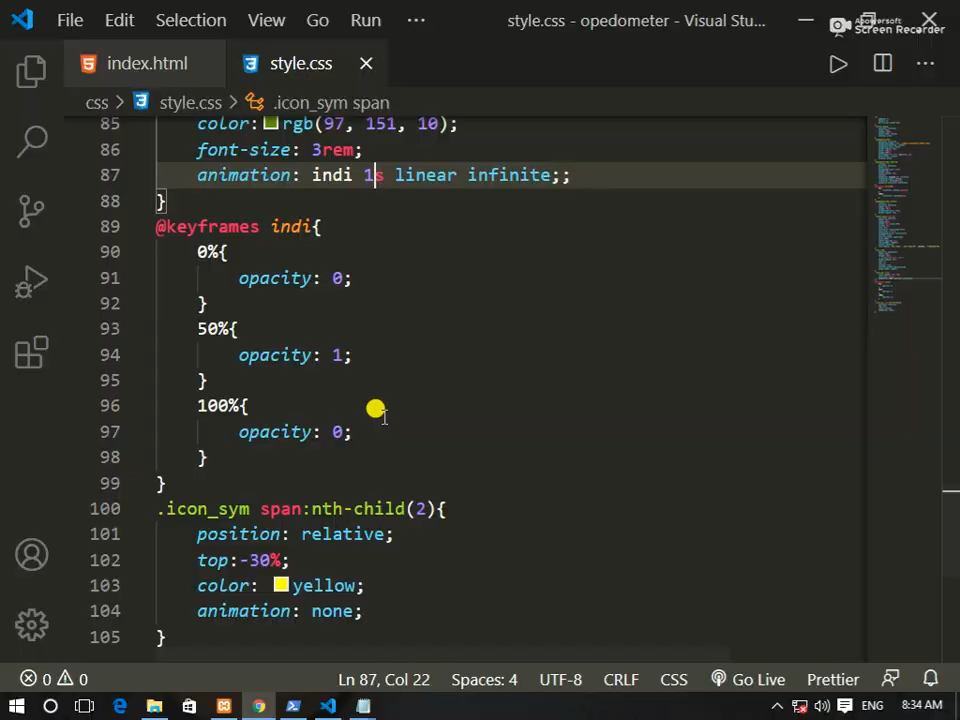 File Edit Selection View Go Run ··· style.css - opedometer - Visual Stu...
Apowersoft
Screen Recorder
index.html style.css
css > style.css > .icon_sym span
85 color: rgb(97, 151, 10);
86 font-size: 3rem;
87 animation: indi 1s linear infinite;;
88 }
89 @keyframes indi{
90 0%{
91 opacity: 0;
92 }
93 50%{
94 opacity: 1;
95 }
96 100%{
97 opacity: 0;
98 }
99 }
100 .icon_sym span:nth-child(2){
101 position: relative;
102 top:-30%;
103 color: yellow;
104 animation: none;
105 }
0 0 Ln 87, Col 22 Spaces: 4 UTF-8 CRLF CSS Go Live Prettier
ENG 8:34 AM